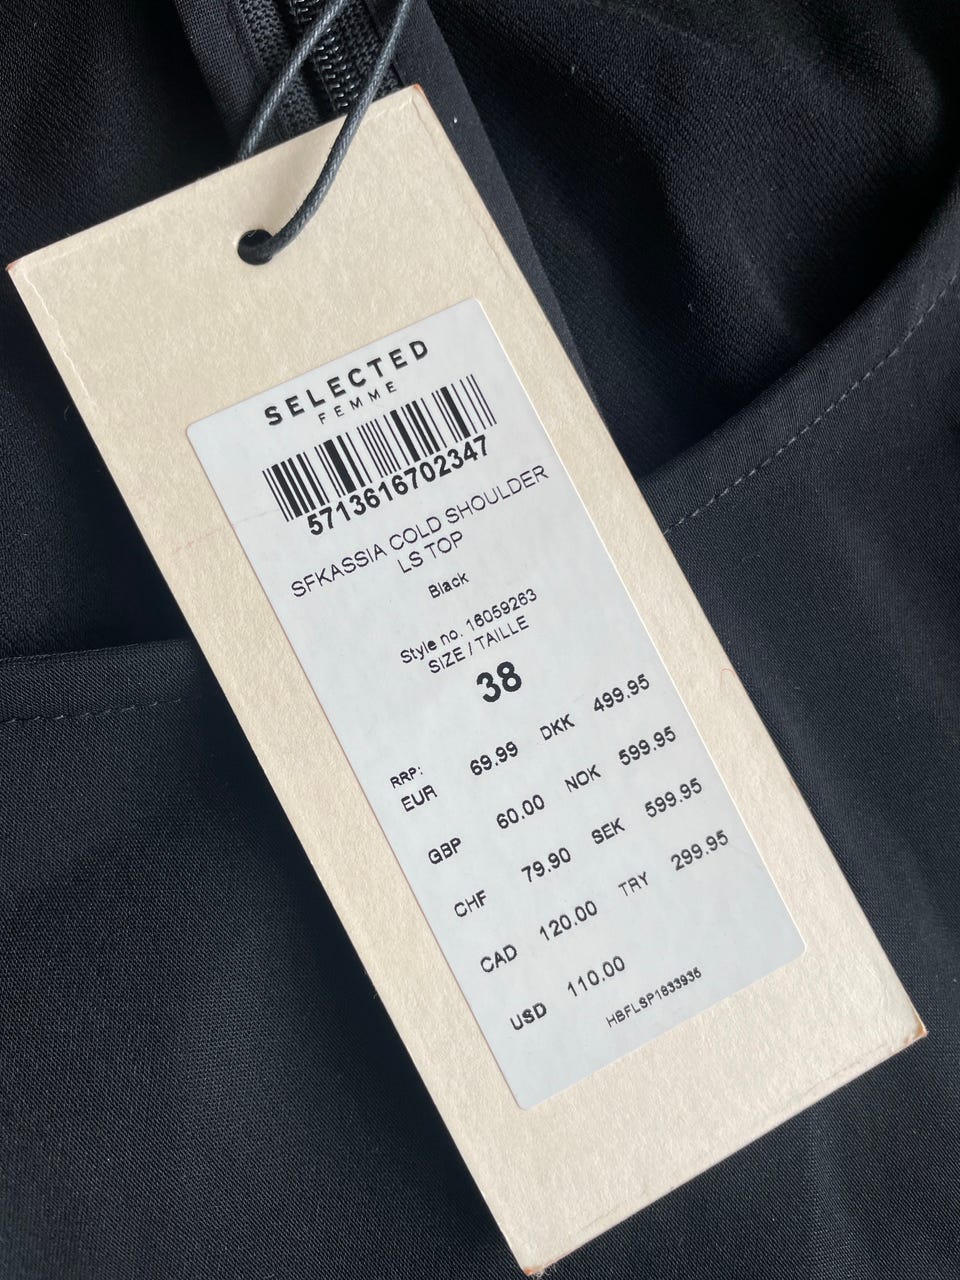 SELECTED
FEMME
5713616702347
SFKASSIA COLD SHOULDER
LS TOP
Black
Style no. 16059263
SIZE / TAILLE
38
RRP:
EUR 69.99 DKK 499.95
GBP 60.00 NOK 599.95
CHF 79.90 SEK 599.95
CAD 120.00 TRY 299.95
USD 110.00
HBFLSP1633935